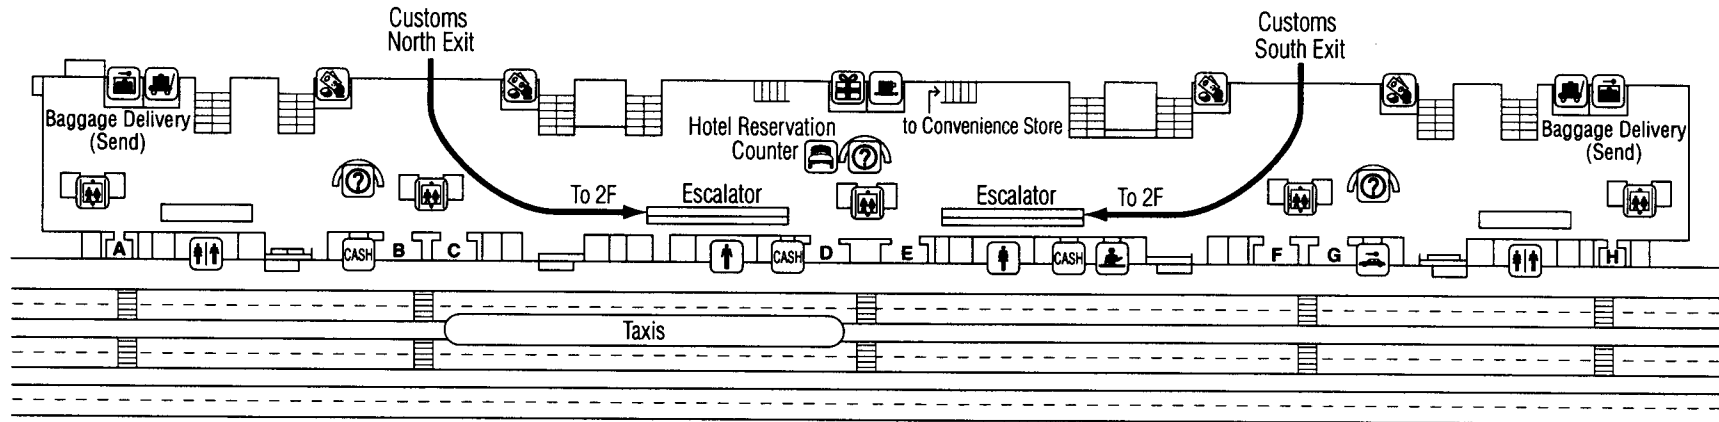 Customs
North Exit
Customs
South Exit
Baggage Delivery
(Send)
Hotel Reservation
Counter
to Convenience Store
Baggage Delivery
(Send)
?
?
?
To 2F
Escalator
Escalator
To 2F
A
CASH
B
C
CASH
D
E
CASH
F
G
H
Taxis